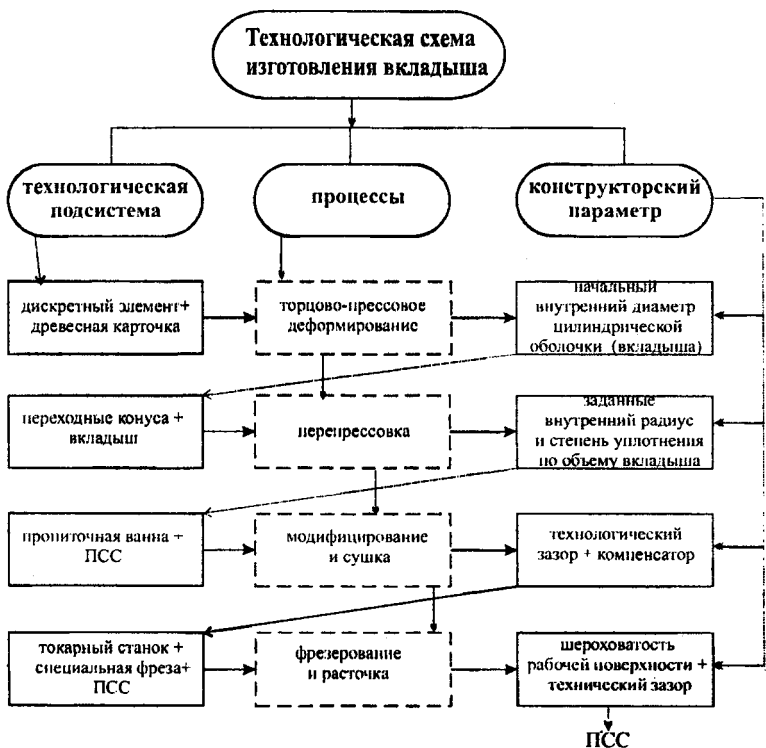 Технологическая схема
изготовления вкладыша
технологическая
подсистема
процессы
конструкторский
параметр
дискретный элемент+
древесная карточка
торцово-прессовое
деформирование
начальный
внутренний диаметр
цилиндрической
оболочки (вкладыша)
переходные конуса +
вкладыш
перепрессовка
заданные
внутренний радиус
и степень уплотнения
по объему вкладыша
пропиточная ванна +
ПСС
модифицирование
и сушка
технологический
зазор + компенсатор
токарный станок +
специальная фреза+
ПСС
фрезерование
и расточка
шероховатость
рабочей поверхности +
технический зазор
ПСС